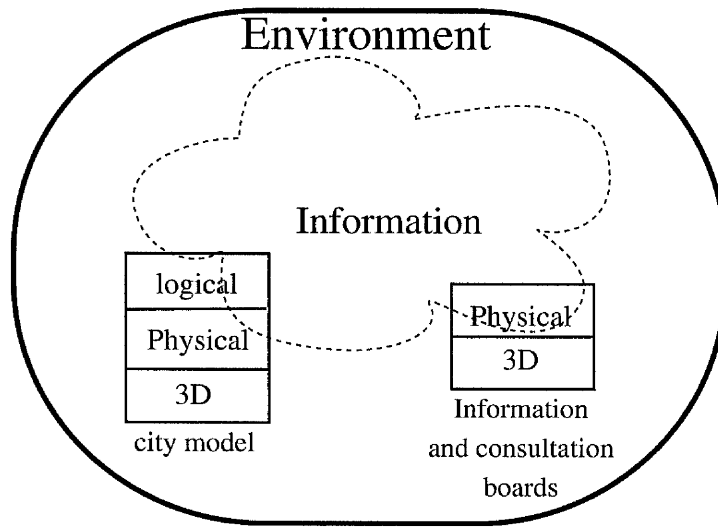 Environment
Information
logical
Physical
3D
city model
Physical
3D
Information
and consultation
boards